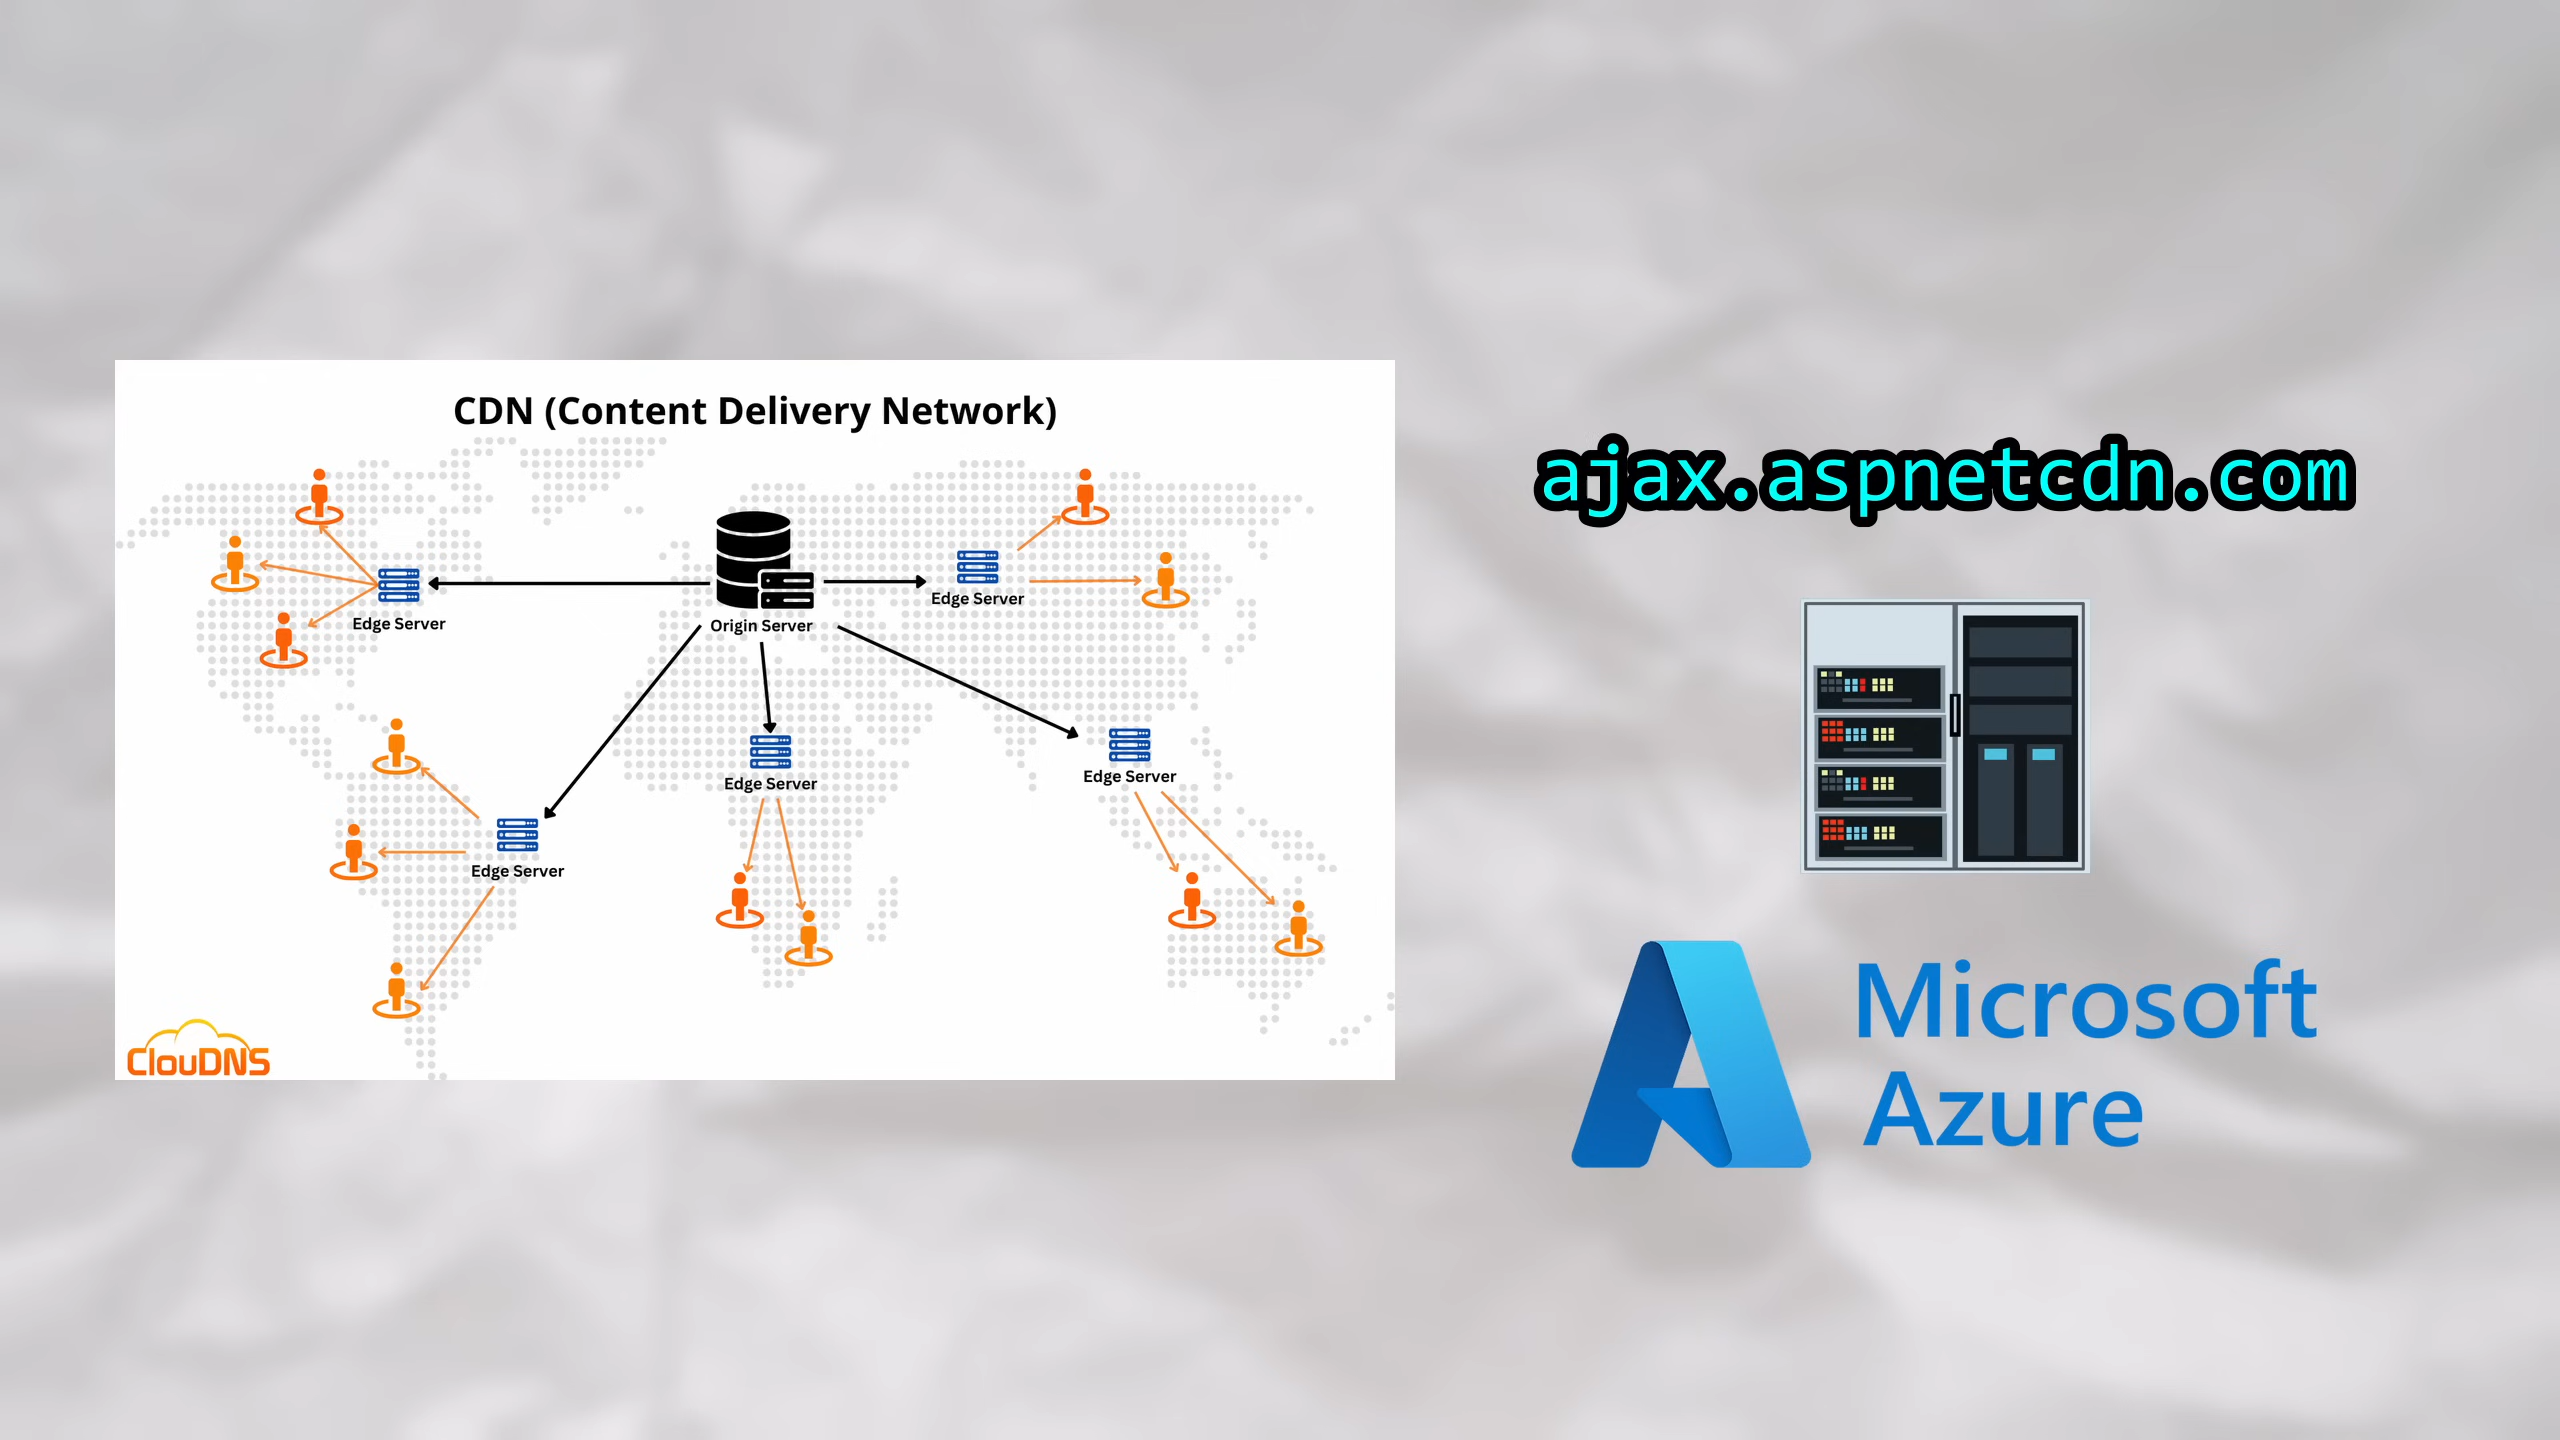 CDN (Content Delivery Network)
Edge Server
Origin Server
Edge Server
Edge Server
Edge Server
Edge Server
ClouDNS
ajax.aspnetcdn.com
Microsoft
Azure